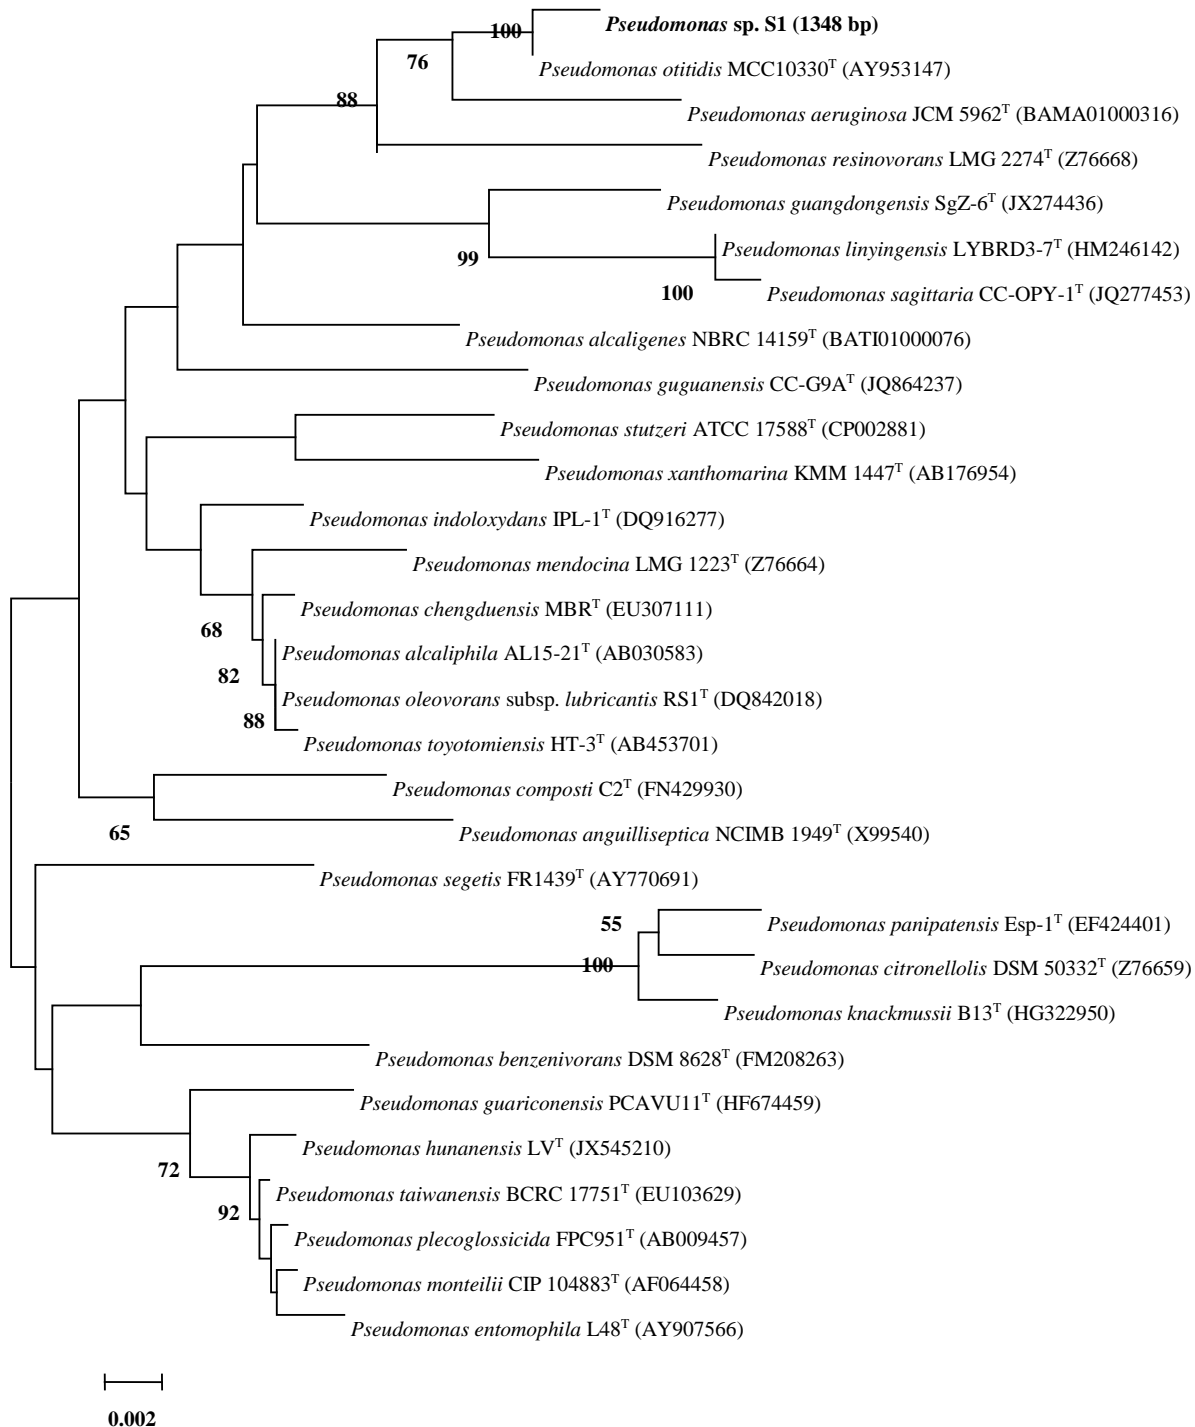 100
Pseudomonas sp. S1 (1348 bp)
76
Pseudomonas otitidis MCC10330ᵀ (AY953147)
88
Pseudomonas aeruginosa JCM 5962ᵀ (BAMA01000316)
Pseudomonas resinovorans LMG 2274ᵀ (Z76668)
Pseudomonas guangdongensis SgZ-6ᵀ (JX274436)
99
Pseudomonas linyingensis LYBRD3-7ᵀ (HM246142)
100
Pseudomonas sagittaria CC-OPY-1ᵀ (JQ277453)
Pseudomonas alcaligenes NBRC 14159ᵀ (BATI01000076)
Pseudomonas guguanensis CC-G9Aᵀ (JQ864237)
Pseudomonas stutzeri ATCC 17588ᵀ (CP002881)
Pseudomonas xanthomarina KMM 1447ᵀ (AB176954)
Pseudomonas indoloxydans IPL-1ᵀ (DQ916277)
Pseudomonas mendocina LMG 1223ᵀ (Z76664)
Pseudomonas chengduensis MBRᵀ (EU307111)
68
Pseudomonas alcaliphila AL15-21ᵀ (AB030583)
82
Pseudomonas oleovorans subsp. lubricantis RS1ᵀ (DQ842018)
88
Pseudomonas toyotomiensis HT-3ᵀ (AB453701)
Pseudomonas composti C2ᵀ (FN429930)
65
Pseudomonas anguilliseptica NCIMB 1949ᵀ (X99540)
Pseudomonas segetis FR1439ᵀ (AY770691)
55
Pseudomonas panipatensis Esp-1ᵀ (EF424401)
100
Pseudomonas citronellolis DSM 50332ᵀ (Z76659)
Pseudomonas knackmussii B13ᵀ (HG322950)
Pseudomonas benzenivorans DSM 8628ᵀ (FM208263)
Pseudomonas guariconensis PCAVU11ᵀ (HF674459)
Pseudomonas hunanensis LVᵀ (JX545210)
72
Pseudomonas taiwanensis BCRC 17751ᵀ (EU103629)
92
Pseudomonas plecoglossicida FPC951ᵀ (AB009457)
Pseudomonas monteilii CIP 104883ᵀ (AF064458)
Pseudomonas entomophila L48ᵀ (AY907566)
0.002